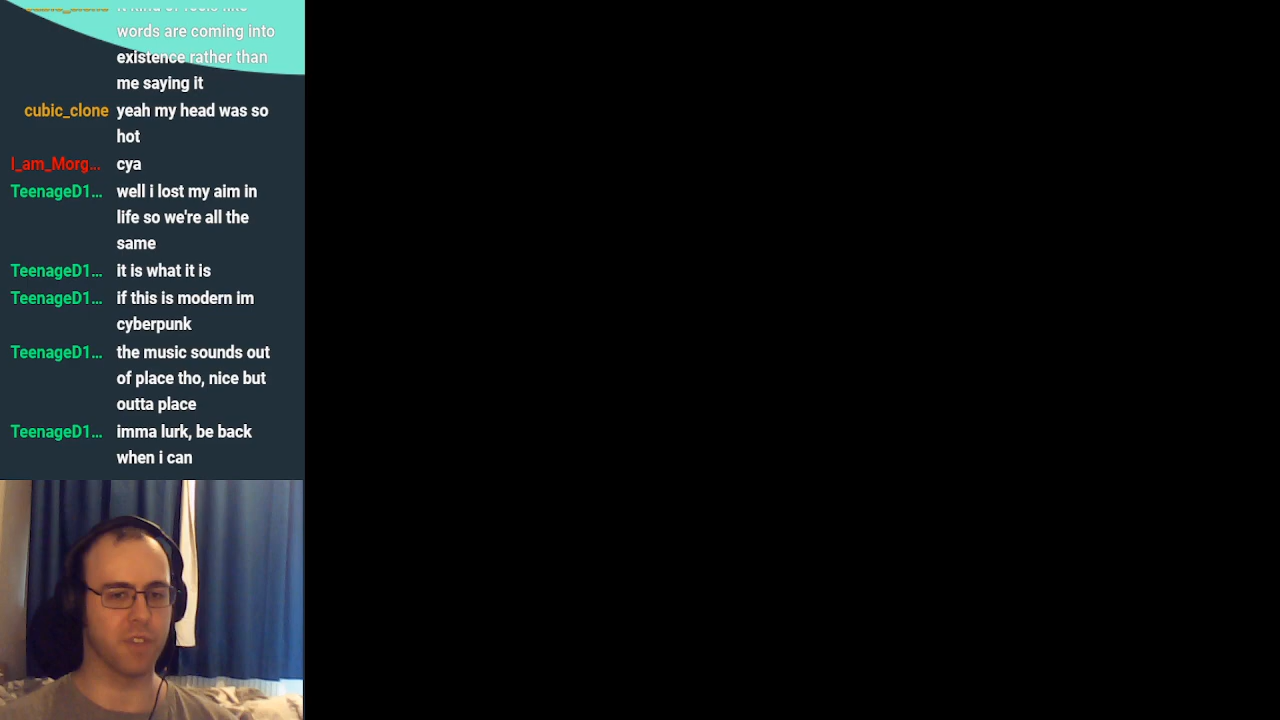 words are coming into
existence rather than
me saying it
cubic_clone yeah my head was so
hot
I_am_Morg... cya
TeenageD1... well i lost my aim in
life so we're all the
same
TeenageD1... it is what it is
TeenageD1... if this is modern im
cyberpunk
TeenageD1... the music sounds out
of place tho, nice but
outta place
TeenageD1... imma lurk, be back
when i can